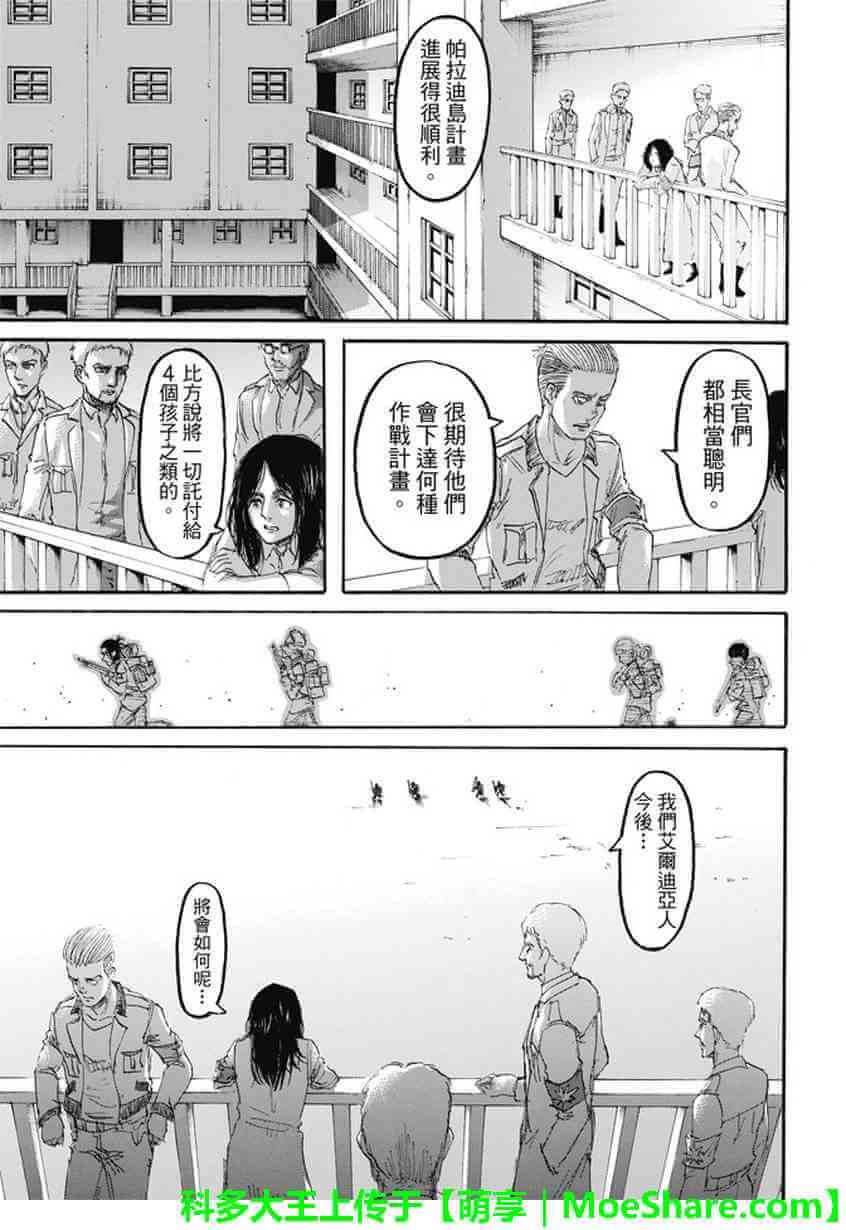 帕拉迪島計畫
進展得很順利。
長官們
都相當聰明。
很期待他們
會下達何種
作戰計畫。
比方說將一切託付給
4個孩子之類的。
我們艾爾迪亞人
今後…
將會如何呢…
科多大王上传于【萌享|MoeShare.com】